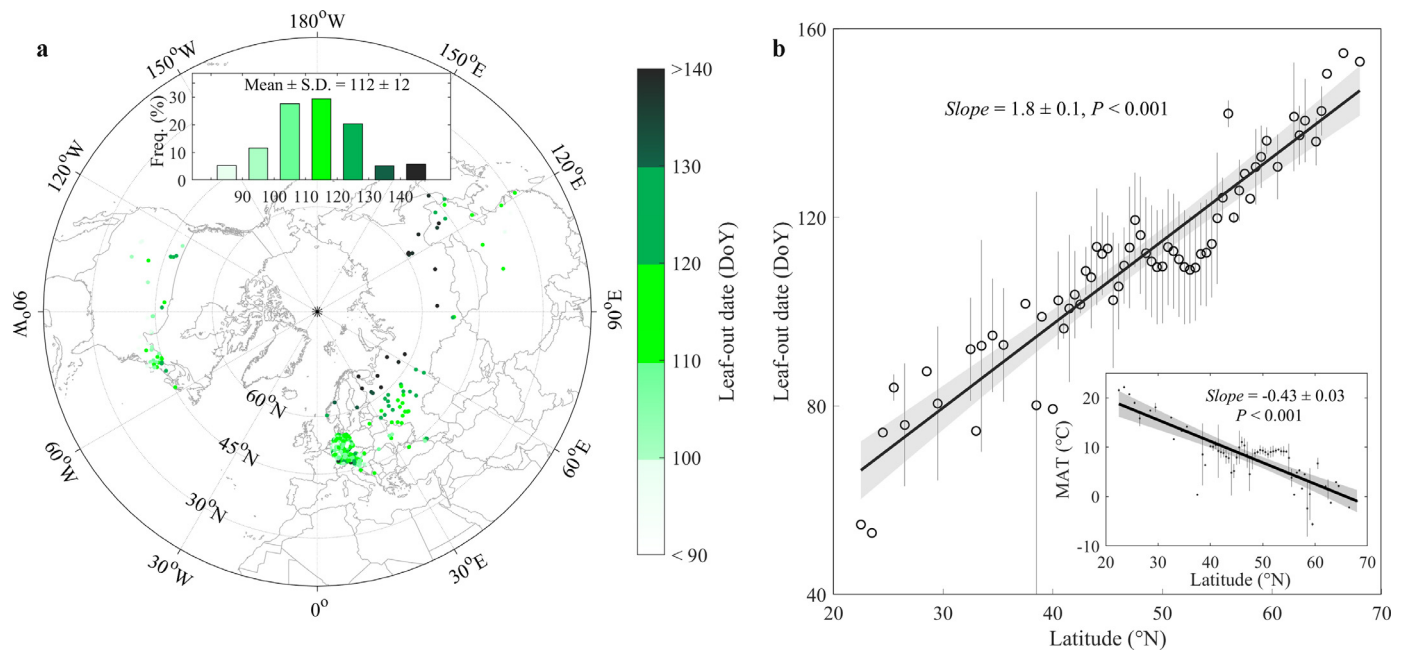 a
180°W
150°W
150°E
120°W
120°E
90°W
90°E
60°W
60°E
30°W
30°E
0°
60°N
45°N
30°N
Mean ± S.D. = 112 ± 12
Freq. (%)
30
20
10
0
90 100 110 120 130 140
>140
130
120
110
100
< 90
Leaf-out date (DoY)
b
160
120
80
40
Leaf-out date (DoY)
Slope = 1.8 ± 0.1, P < 0.001
20 30 40 50 60 70
Latitude (°N)
Slope = -0.43 ± 0.03
P < 0.001
20
10
0
-10
MAT (°C)
20 30 40 50 60 70
Latitude (°N)